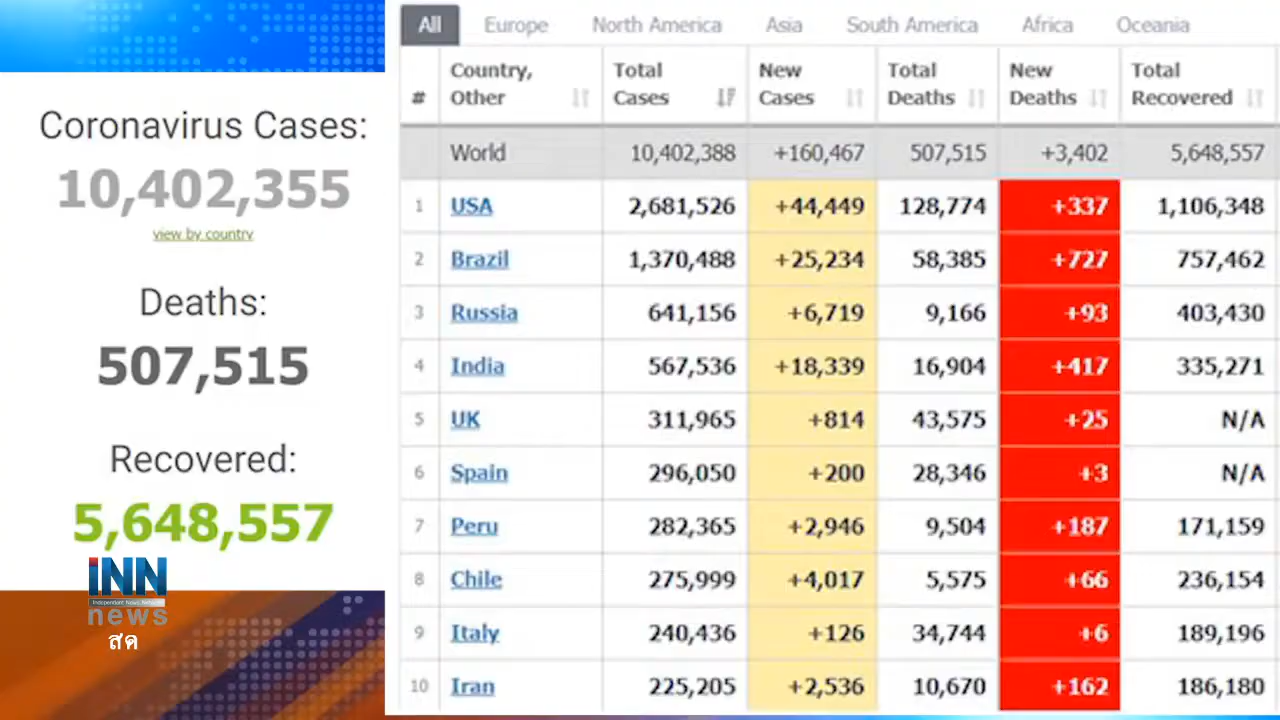 Coronavirus Cases:
10,402,355
view by country
Deaths:
507,515
Recovered:
5,648,557
iNN
Independent News Network
news
สด
All Europe North America Asia South America Africa Oceania
# Country, Other Total Cases New Cases Total Deaths New Deaths Total Recovered
World 10,402,388 +160,467 507,515 +3,402 5,648,557
1 USA 2,681,526 +44,449 128,774 +337 1,106,348
2 Brazil 1,370,488 +25,234 58,385 +727 757,462
3 Russia 641,156 +6,719 9,166 +93 403,430
4 India 567,536 +18,339 16,904 +417 335,271
5 UK 311,965 +814 43,575 +25 N/A
6 Spain 296,050 +200 28,346 +3 N/A
7 Peru 282,365 +2,946 9,504 +187 171,159
8 Chile 275,999 +4,017 5,575 +66 236,154
9 Italy 240,436 +126 34,744 +6 189,196
10 Iran 225,205 +2,536 10,670 +162 186,180